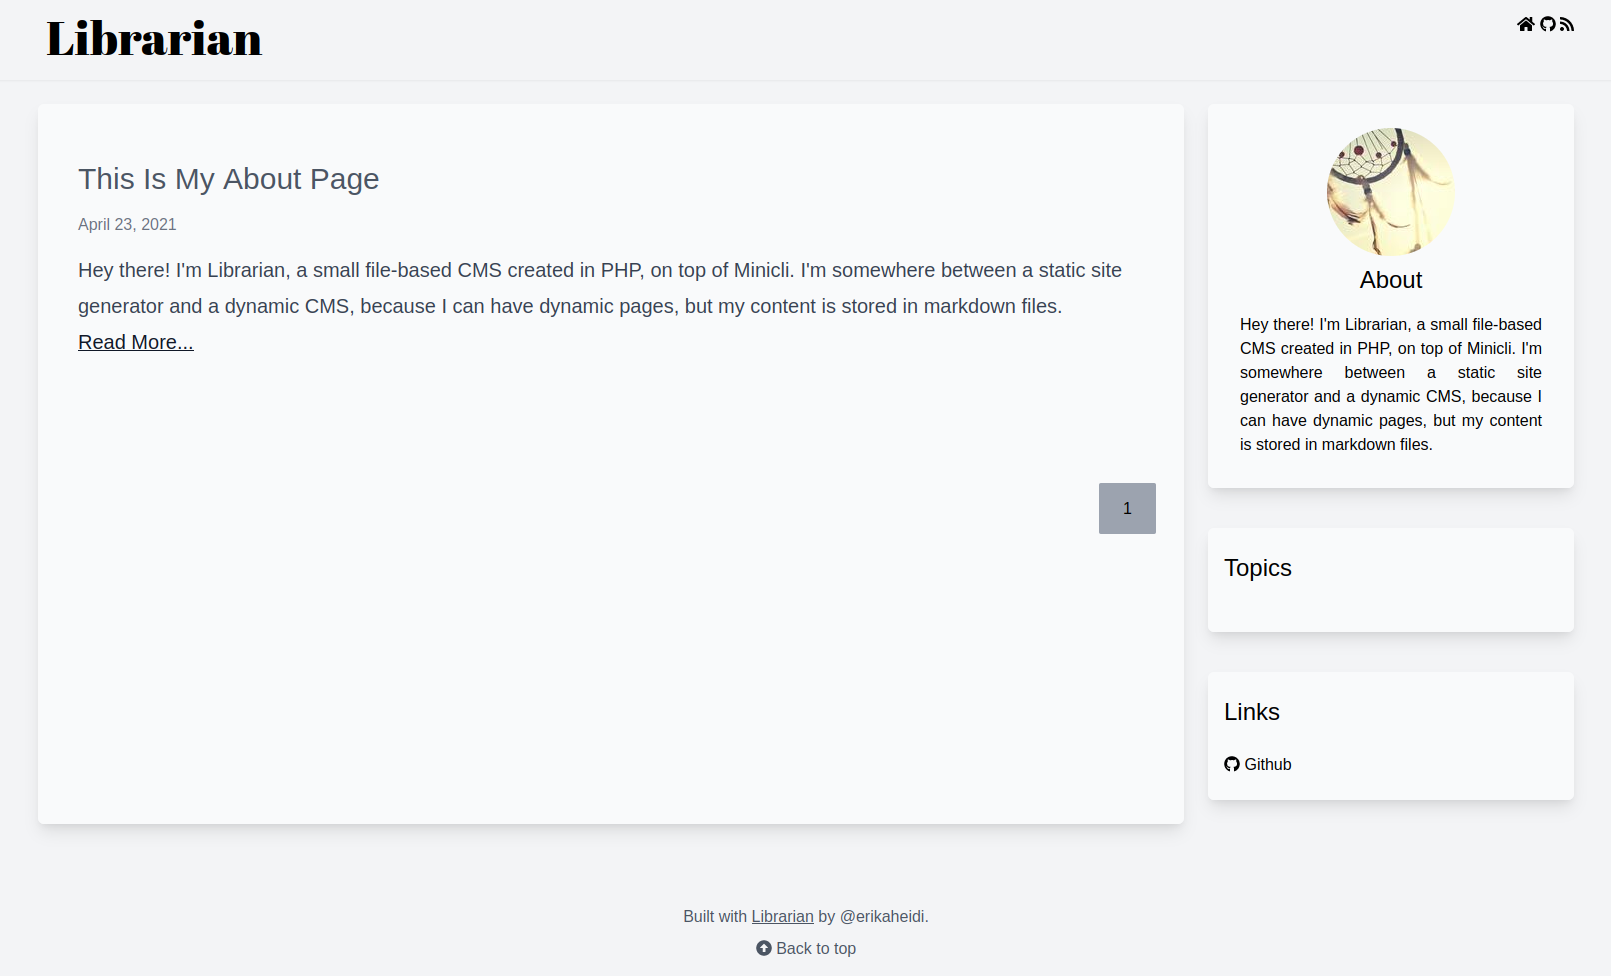 Librarian
This Is My About Page
April 23, 2021
Hey there! I'm Librarian, a small file-based CMS created in PHP, on top of Minicli. I'm somewhere between a static site
generator and a dynamic CMS, because I can have dynamic pages, but my content is stored in markdown files.
Read More...
1
About
Hey there! I'm Librarian, a small file-based
CMS created in PHP, on top of Minicli. I'm
somewhere between a static site
generator and a dynamic CMS, because I
can have dynamic pages, but my content
is stored in markdown files.
Topics
Links
Github
Built with Librarian by @erikaheidi.
Back to top